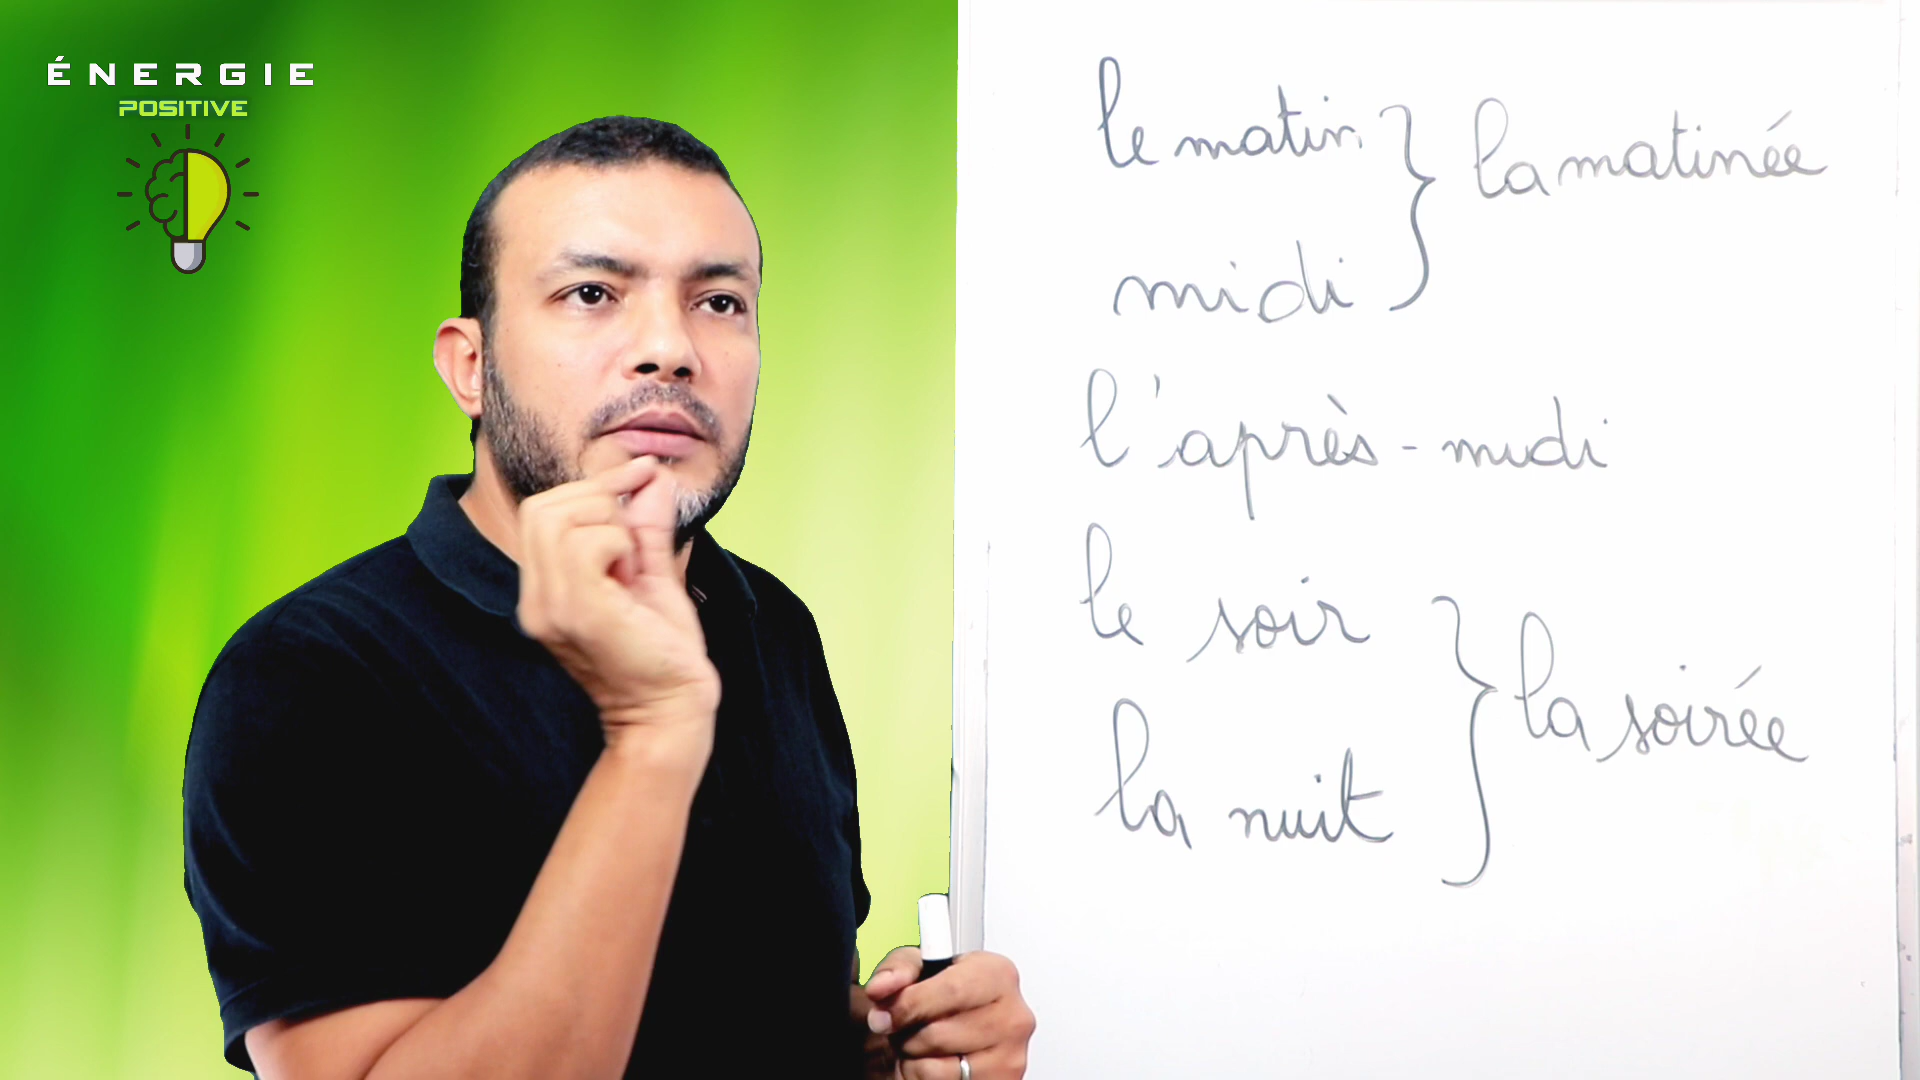 ÉNERGIE
POSITIVE
le matin
la matinée
midi
l'après-midi
le soir
la soirée
la nuit